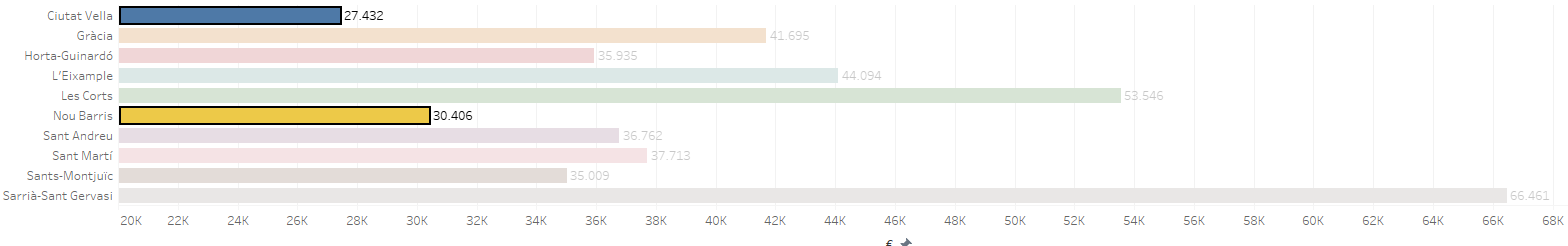 Ciutat Vella 27.432
Gràcia 41.695
Horta-Guinardó 35.935
L'Eixample 44.094
Les Corts 53.546
Nou Barris 30.406
Sant Andreu 36.762
Sant Martí 37.713
Sants-Montjuïc 35.009
Sarrià-Sant Gervasi 66.461
20K 22K 24K 26K 28K 30K 32K 34K 36K 38K 40K 42K 44K 46K 48K 50K 52K 54K 56K 58K 60K 62K 64K 66K 68K
€